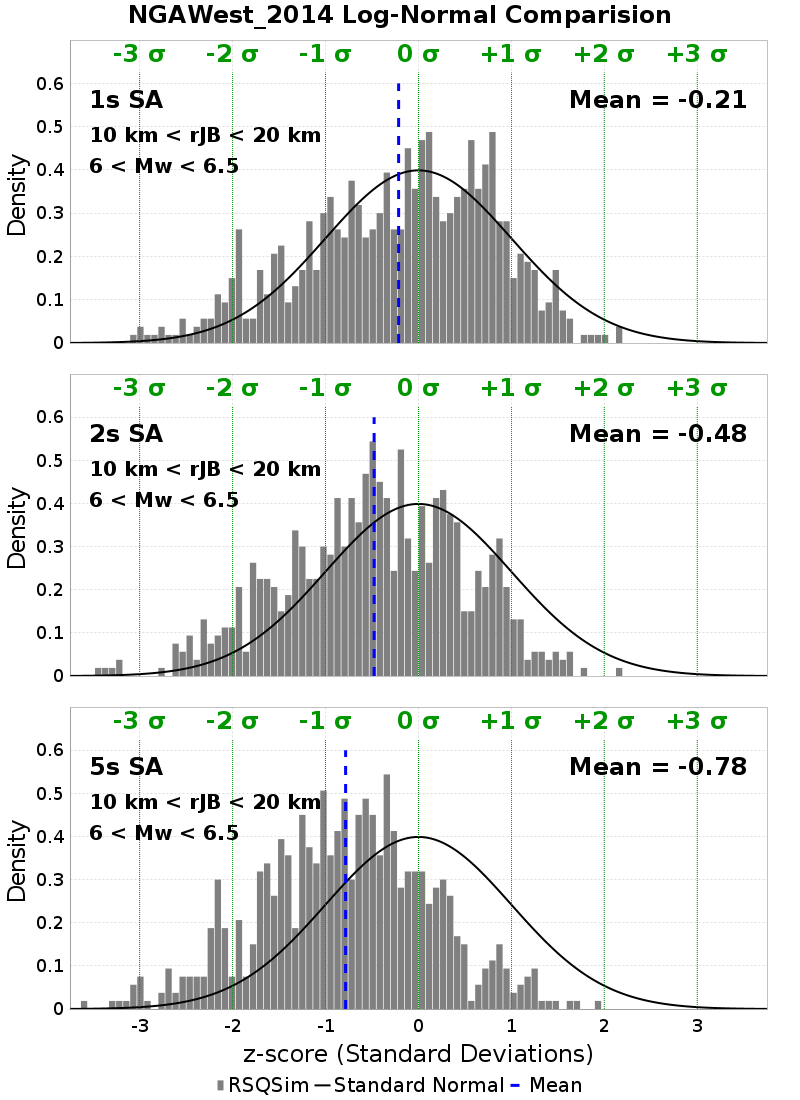 NGAWest_2014 Log-Normal Comparision
-3 σ -2 σ -1 σ 0 σ +1 σ +2 σ +3 σ
0.6
1s SA Mean = -0.21
0.5
10 km < rJB < 20 km
6 < Mw < 6.5
0.4
Density
0.3
0.2
0.1
0
-3 σ -2 σ -1 σ 0 σ +1 σ +2 σ +3 σ
0.6
2s SA Mean = -0.48
0.5
10 km < rJB < 20 km
6 < Mw < 6.5
0.4
Density
0.3
0.2
0.1
0
-3 σ -2 σ -1 σ 0 σ +1 σ +2 σ +3 σ
0.6
5s SA Mean = -0.78
0.5
10 km < rJB < 20 km
6 < Mw < 6.5
0.4
Density
0.3
0.2
0.1
0
-3 -2 -1 0 1 2 3
z-score (Standard Deviations)
RSQSim Standard Normal Mean